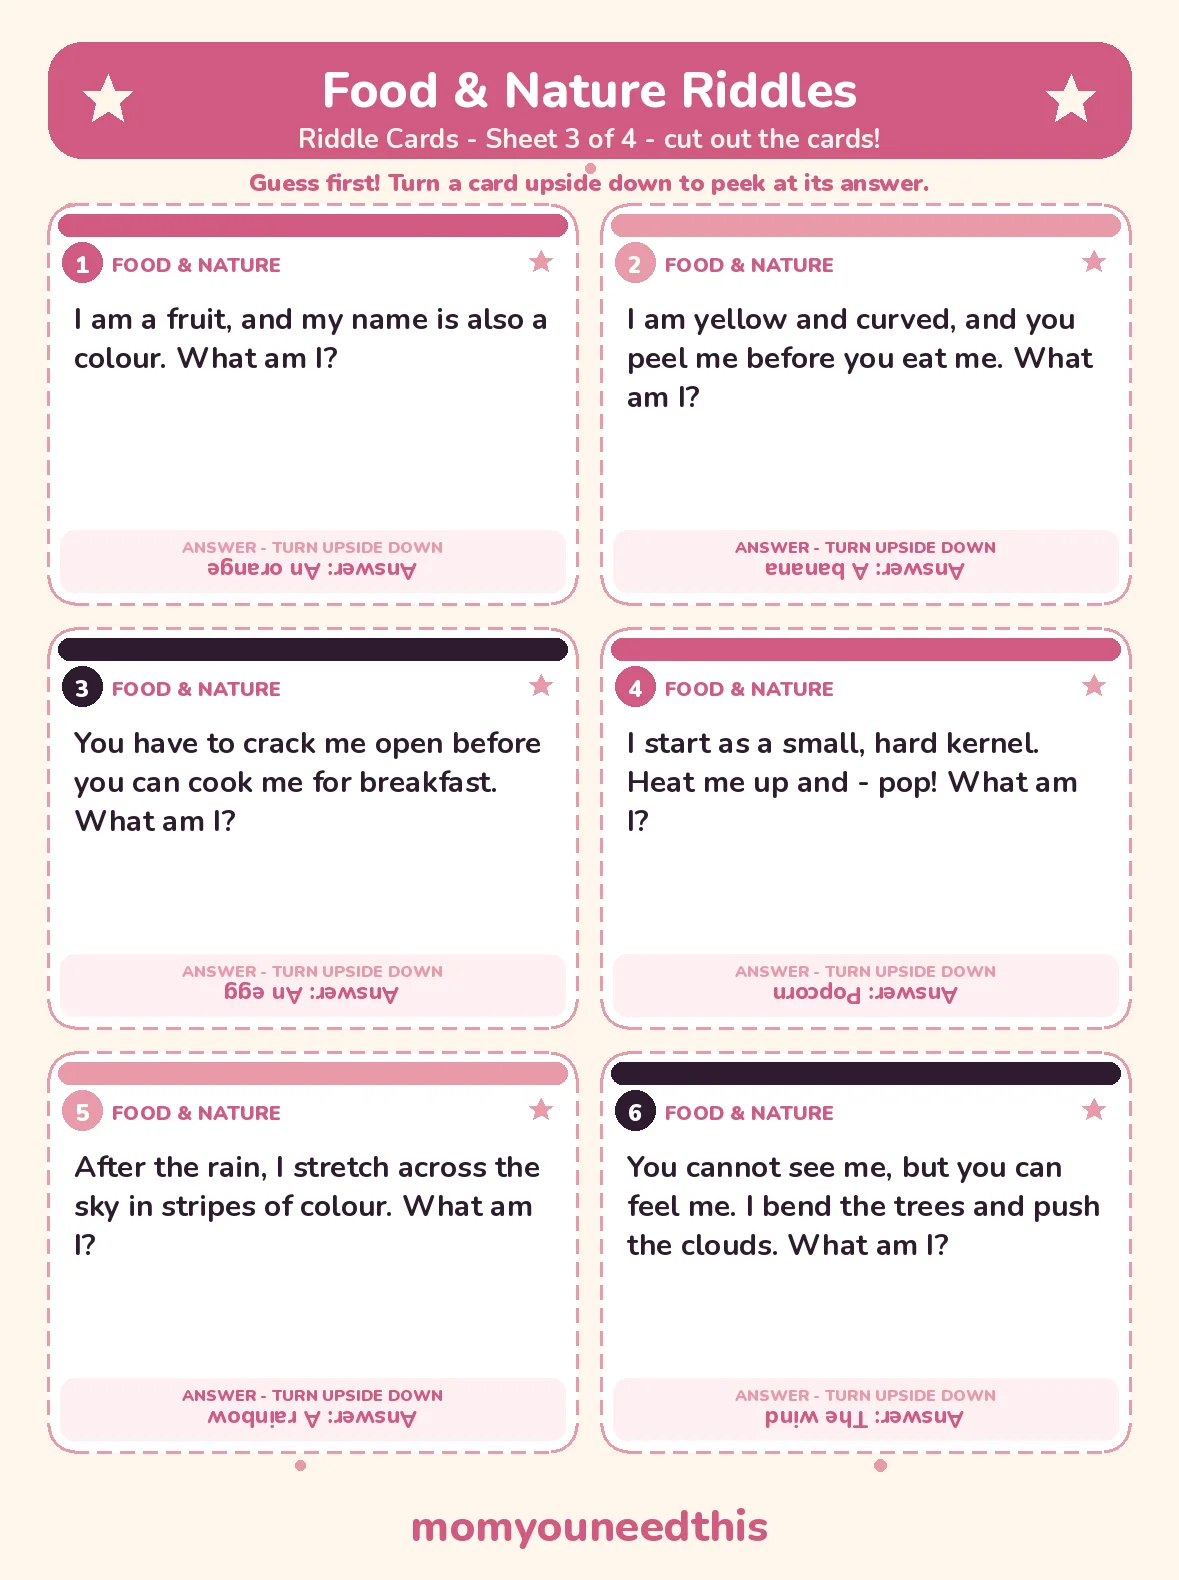 Food & Nature Riddles
Riddle Cards - Sheet 3 of 4 - cut out the cards!
Guess first! Turn a card upside down to peek at its answer.
1 FOOD & NATURE
I am a fruit, and my name is also a
colour. What am I?
ANSWER - TURN UPSIDE DOWN
Answer: An orange
2 FOOD & NATURE
I am yellow and curved, and you
peel me before you eat me. What
am I?
ANSWER - TURN UPSIDE DOWN
Answer: A banana
3 FOOD & NATURE
You have to crack me open before
you can cook me for breakfast.
What am I?
ANSWER - TURN UPSIDE DOWN
Answer: An egg
4 FOOD & NATURE
I start as a small, hard kernel.
Heat me up and - pop! What am
I?
ANSWER - TURN UPSIDE DOWN
Answer: Popcorn
5 FOOD & NATURE
After the rain, I stretch across the
sky in stripes of colour. What am
I?
ANSWER - TURN UPSIDE DOWN
Answer: A rainbow
6 FOOD & NATURE
You cannot see me, but you can
feel me. I bend the trees and push
the clouds. What am I?
ANSWER - TURN UPSIDE DOWN
Answer: The wind
momyouneedthis